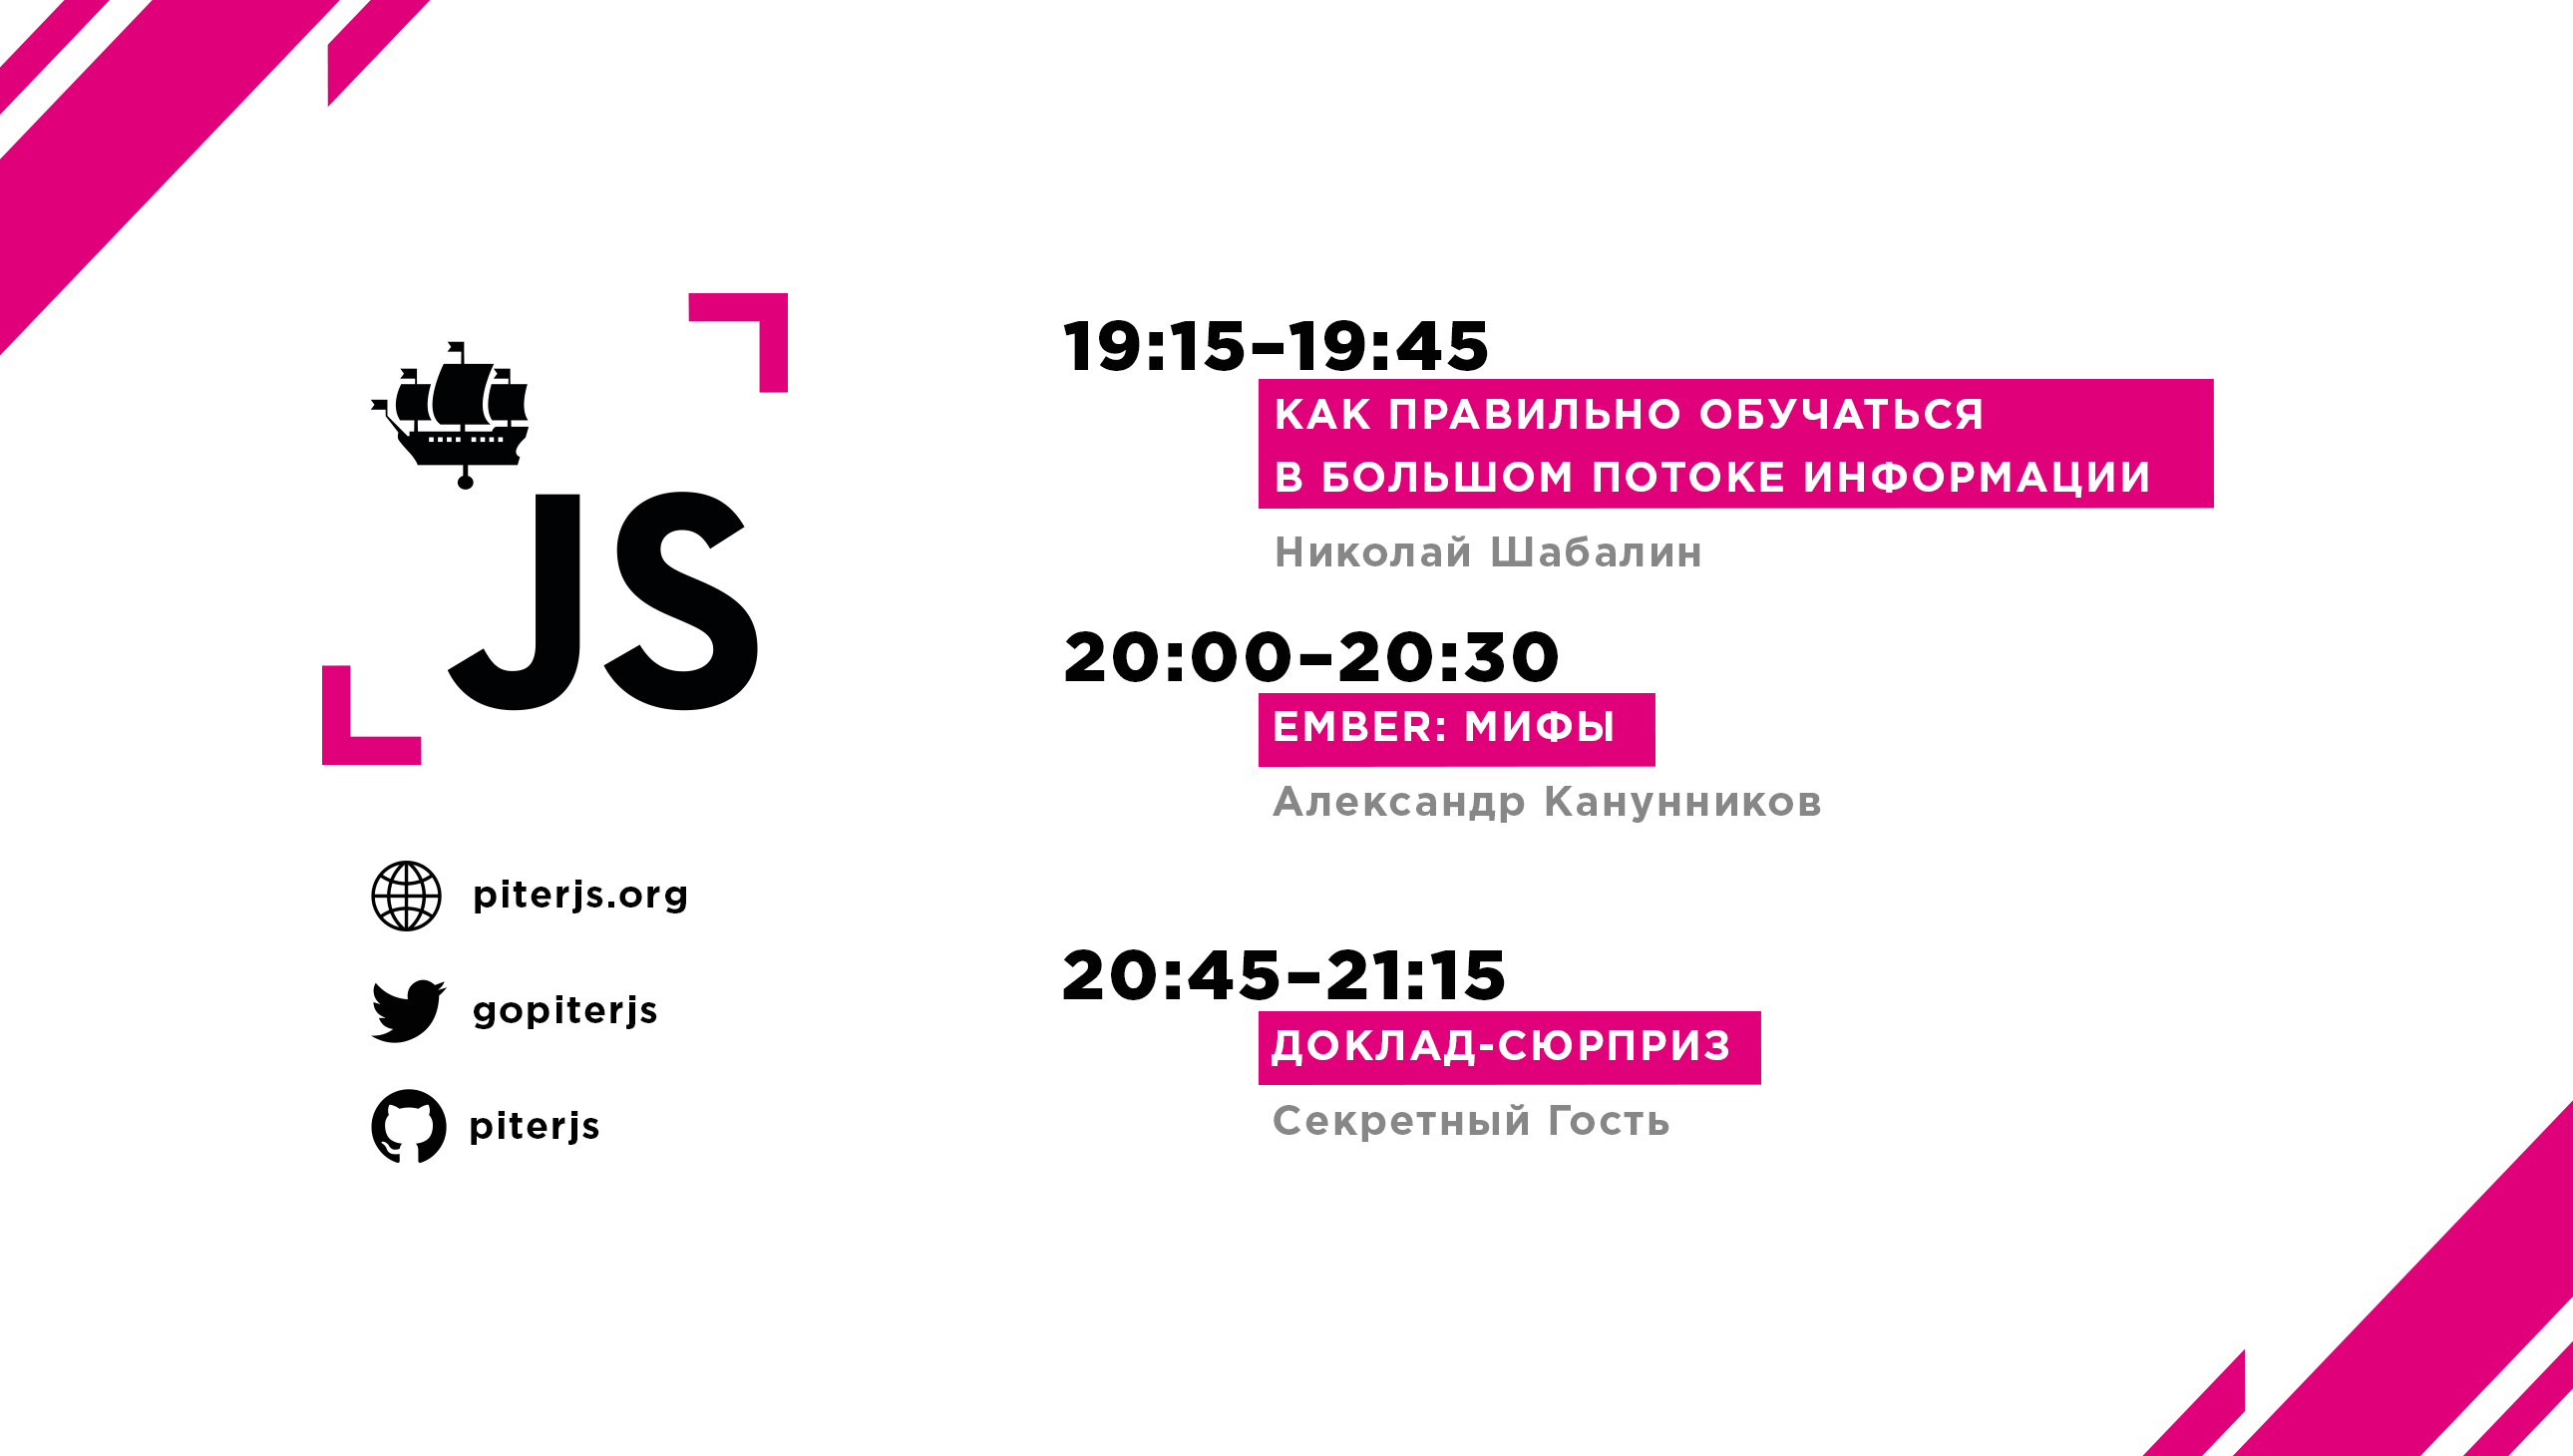 JS
piterjs.org
gopiterjs
piterjs
19:15–19:45
КАК ПРАВИЛЬНО ОБУЧАТЬСЯ
В БОЛЬШОМ ПОТОКЕ ИНФОРМАЦИИ
Николай Шабалин
20:00–20:30
EMBER: МИФЫ
Александр Канунников
20:45–21:15
ДОКЛАД-СЮРПРИЗ
Секретный Гость